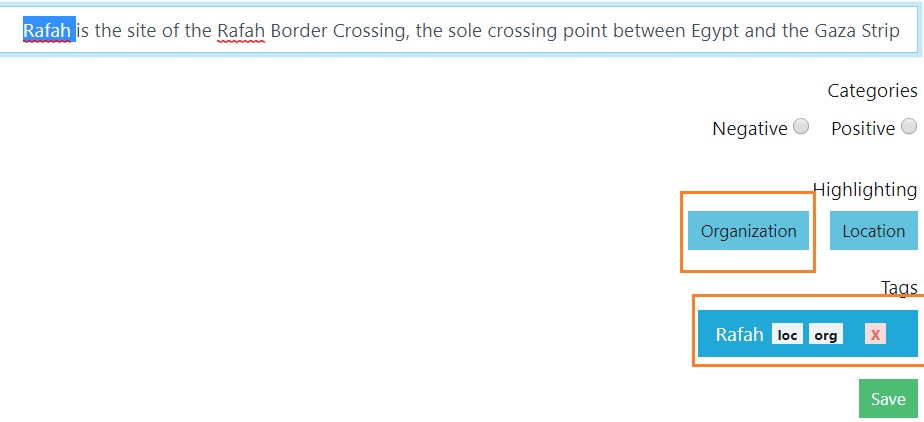 Rafah is the site of the Rafah Border Crossing, the sole crossing point between Egypt and the Gaza Strip
Categories
Negative Positive
Highlighting
Organization Location
Tags
Rafah loc org X
Save